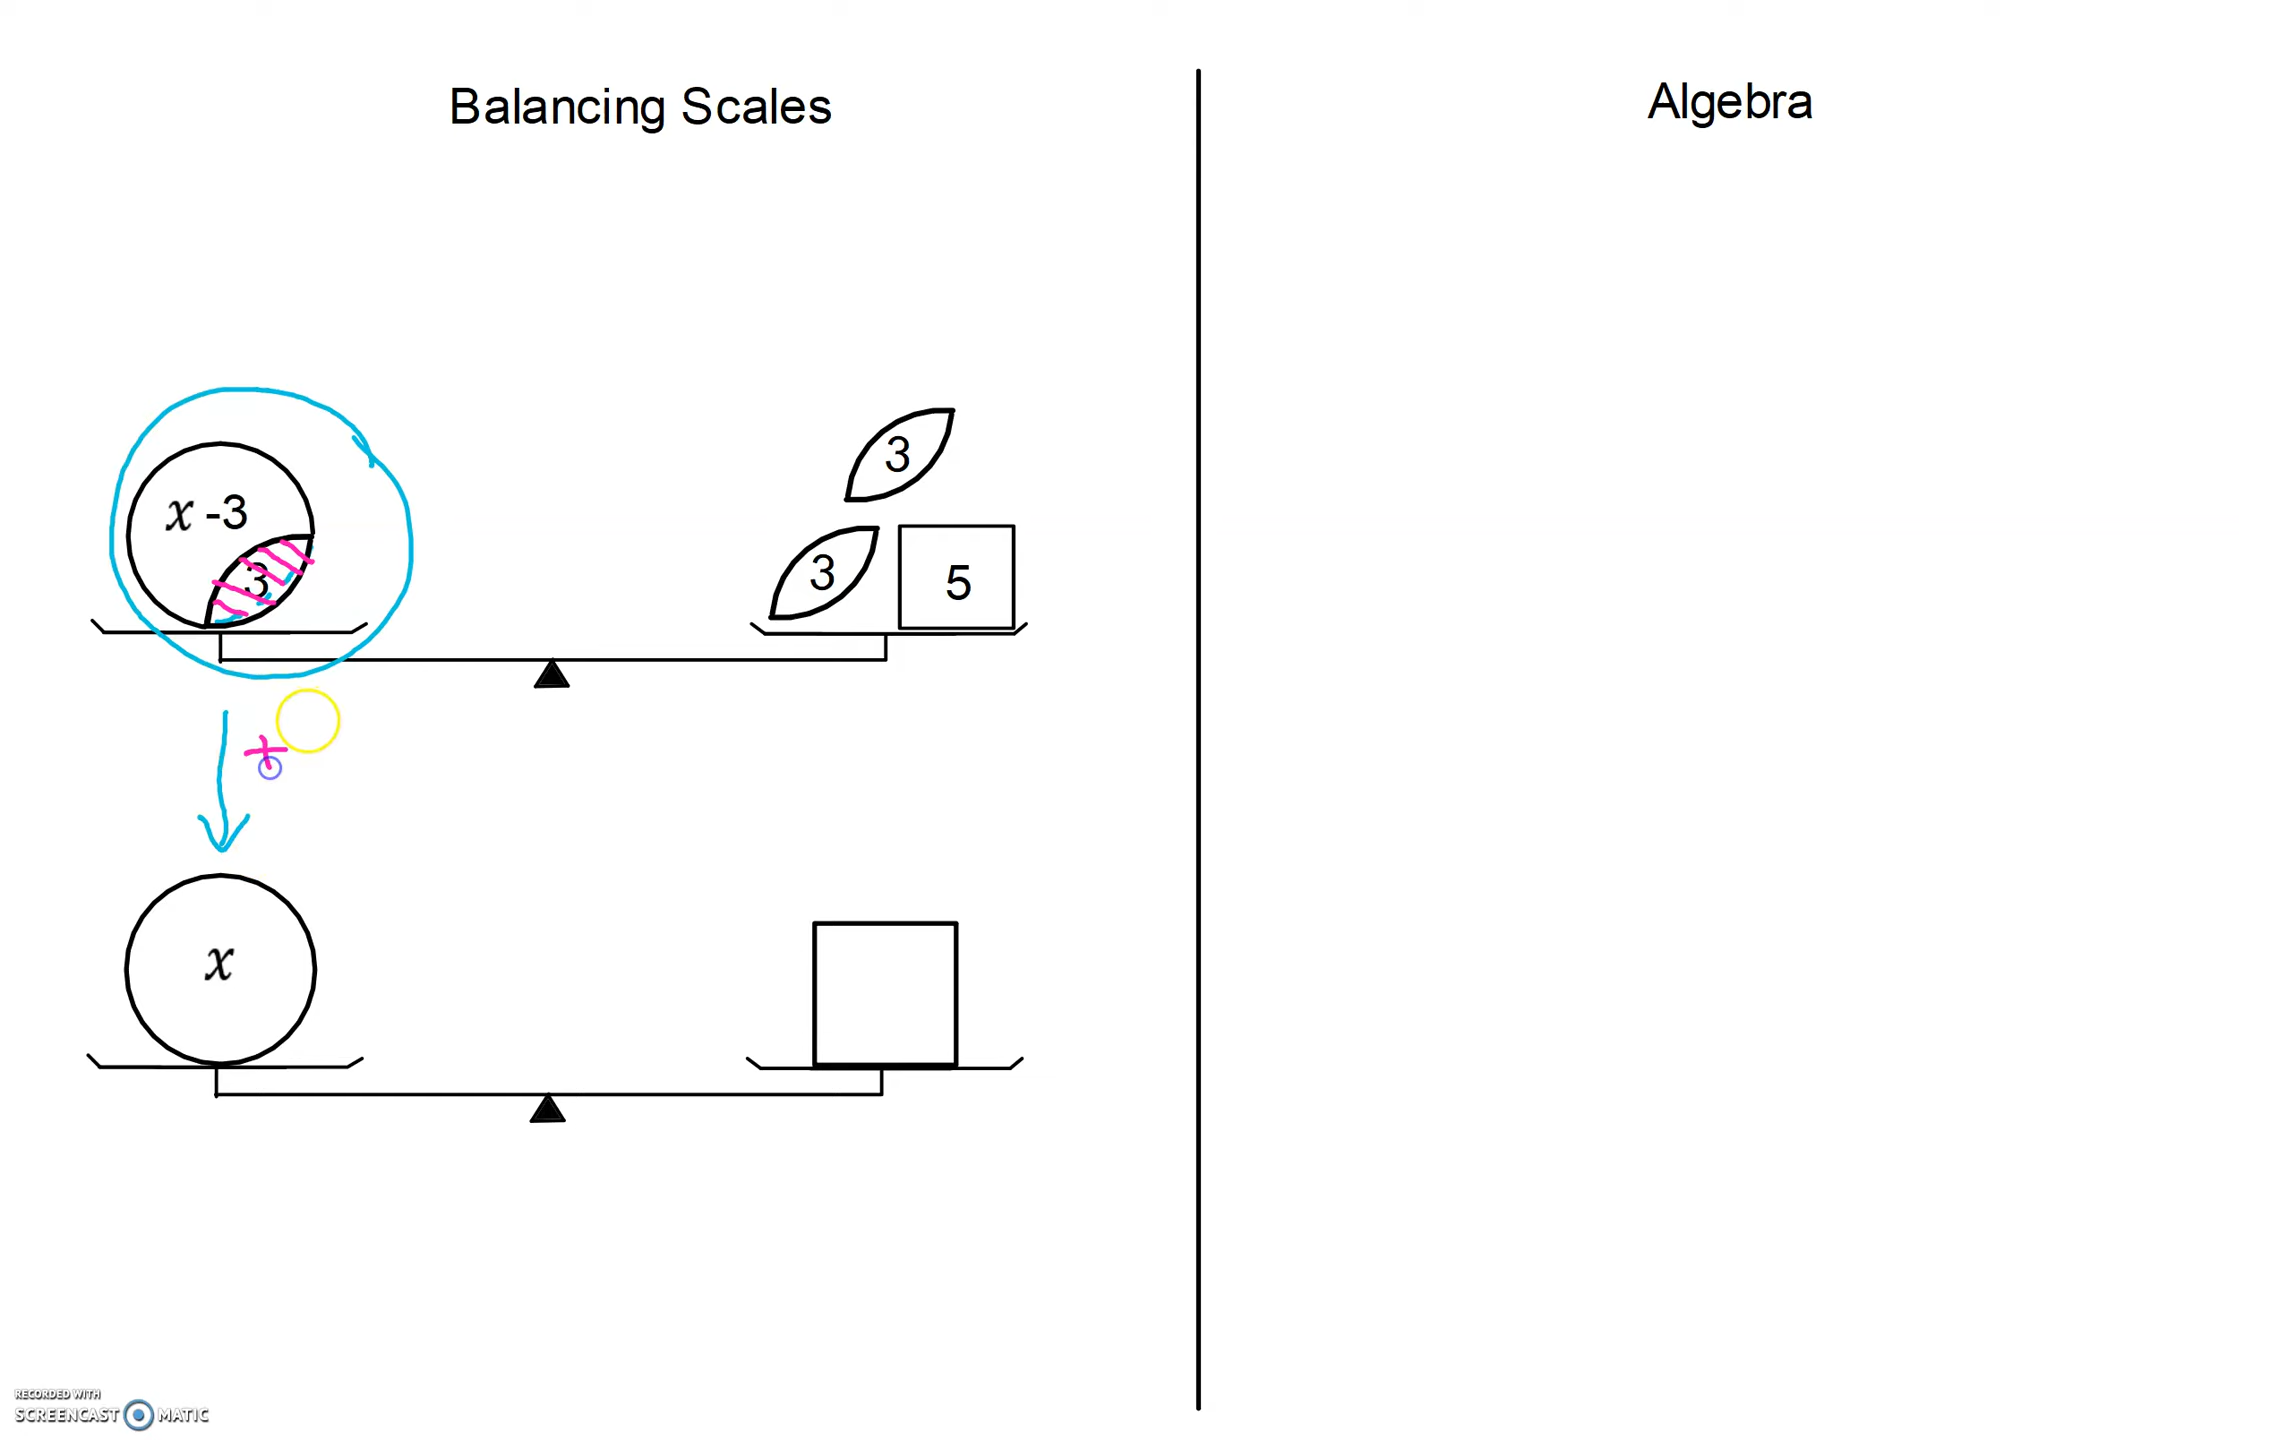 Balancing Scales
Algebra
3
x -3
3
3
5
+
x
RECORDED WITH
SCREENCAST MATIC